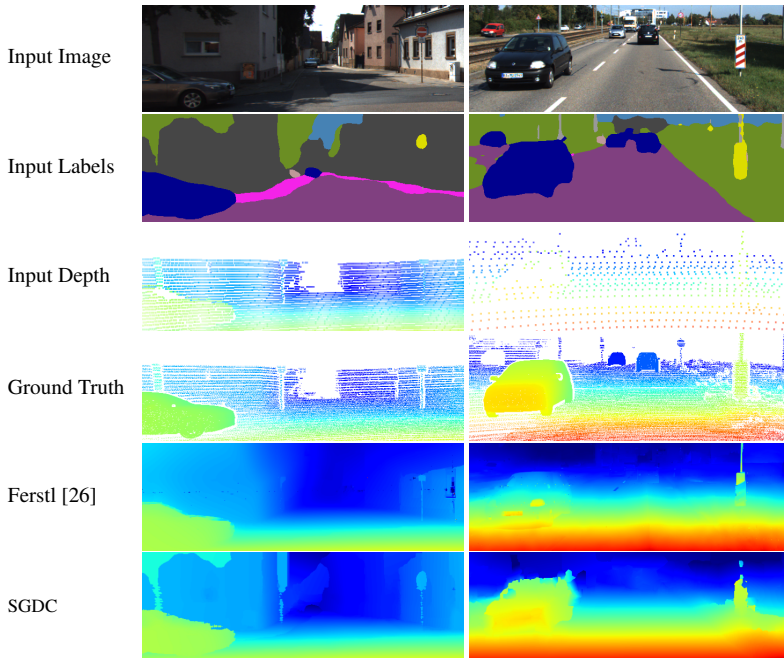 Input Image
Input Labels
Input Depth
Ground Truth
Ferstl [26]
SGDC